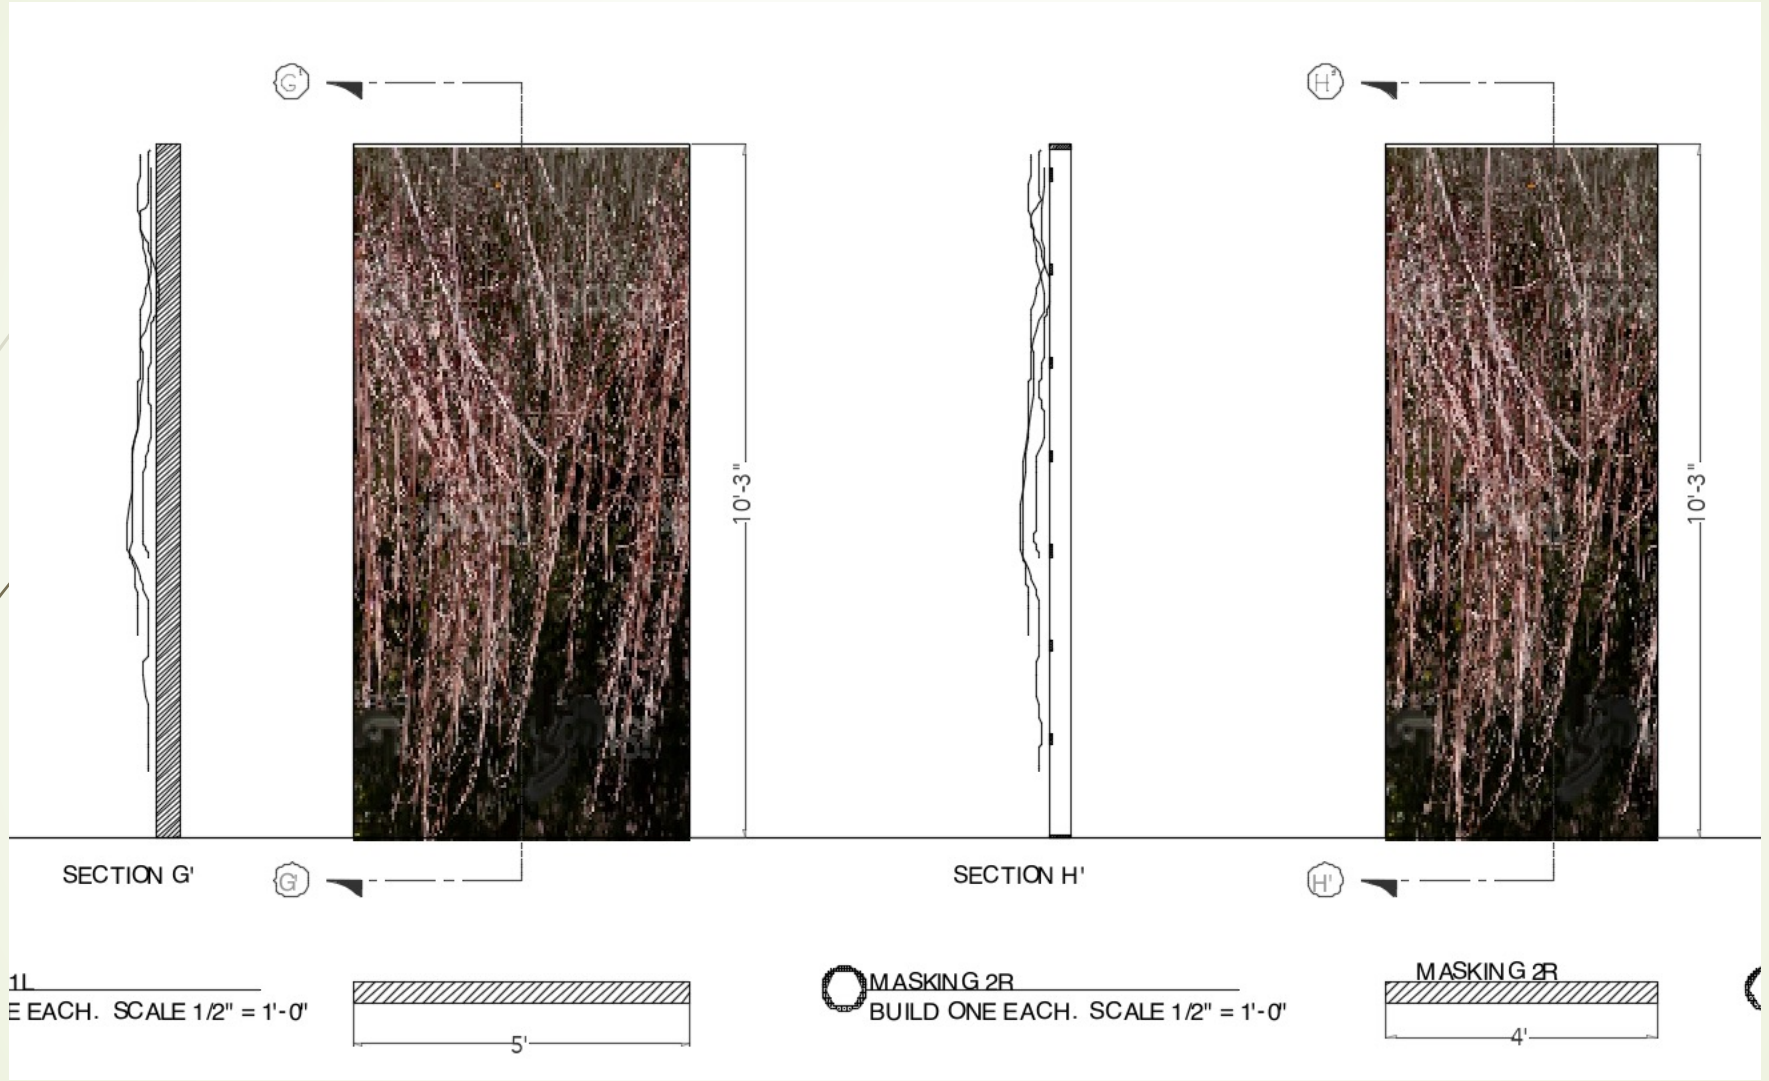 G'
H'
10'-3"
10'-3"
SECTION G'
G'
SECTION H'
H'
1L
E EACH. SCALE 1/2" = 1'-0"
5'
MASKING 2R
BUILD ONE EACH. SCALE 1/2" = 1'-0"
MASKING 2R
4'